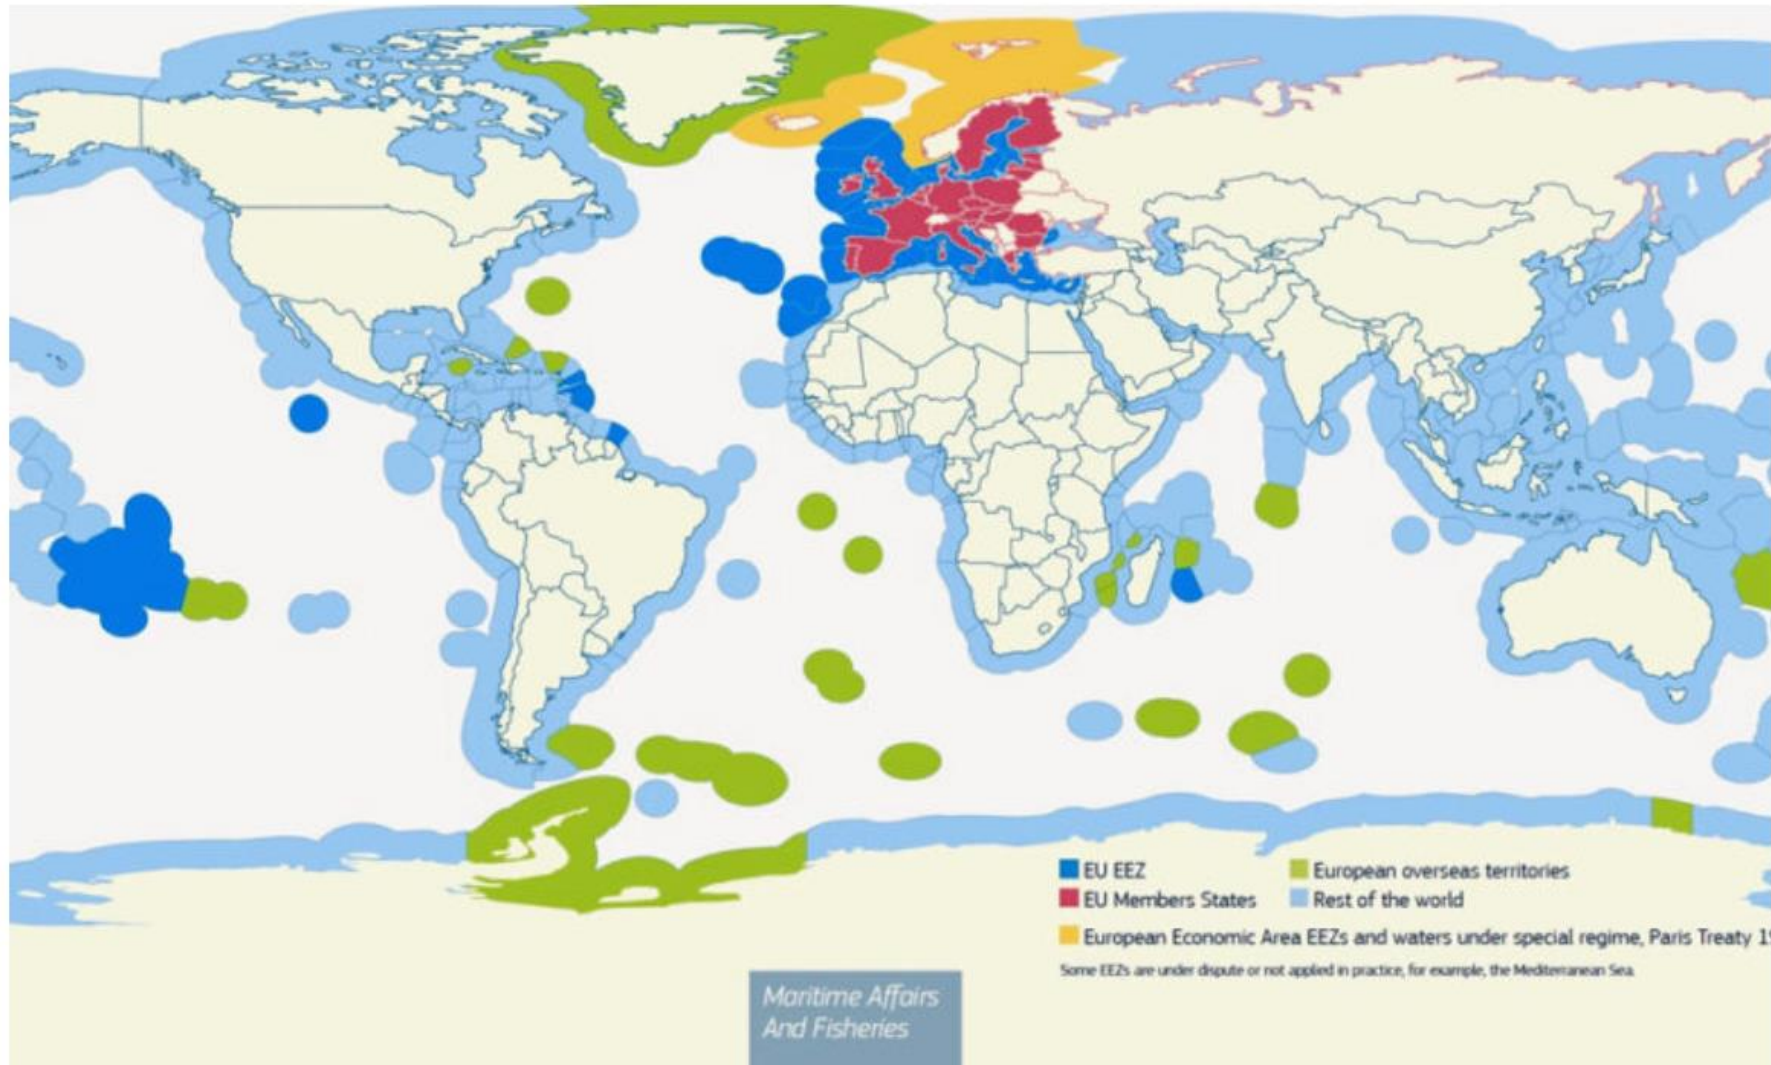 EU EEZ
European overseas territories
EU Members States
Rest of the world
European Economic Area EEZs and waters under special regime, Paris Treaty
Some EEZs are under dispute or not applied in practice, for example, the Mediterranean Sea.
Maritime Affairs
And Fisheries